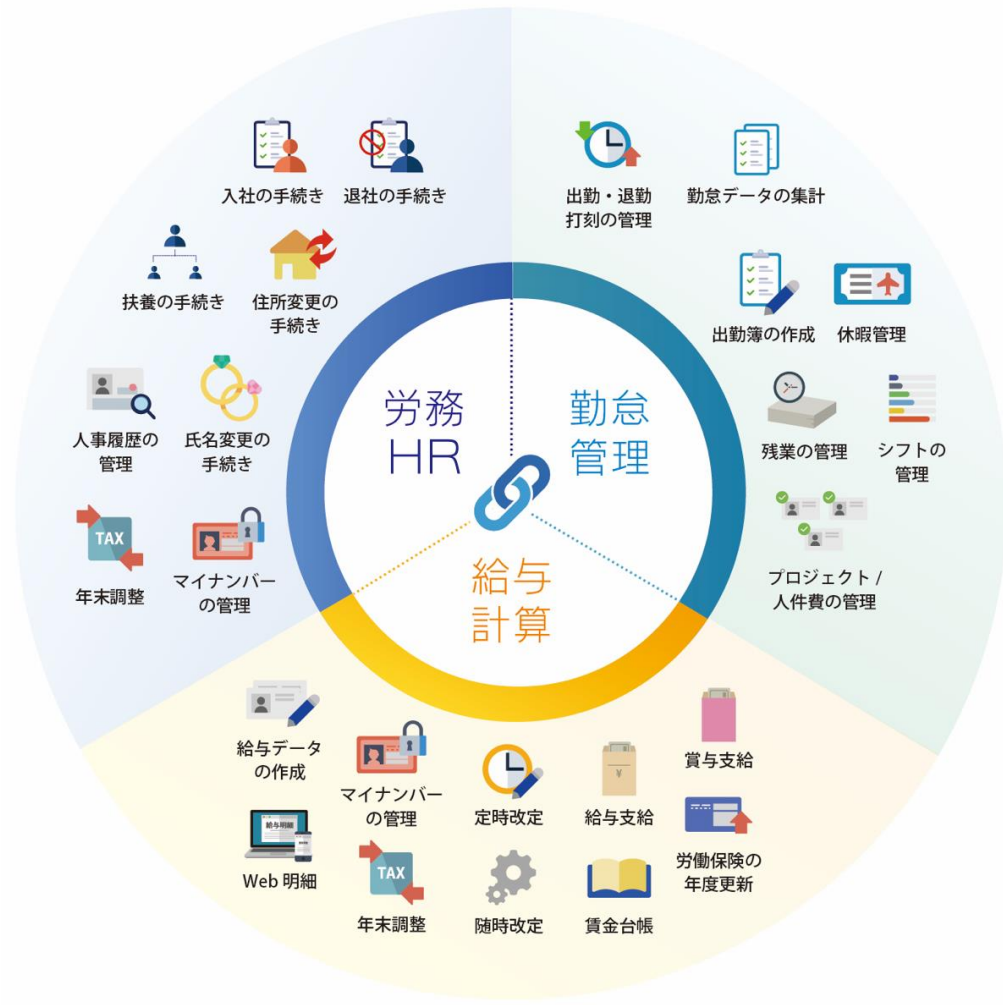 入社の手続き
退社の手続き
扶養の手続き
住所変更の
手続き
人事履歴の
管理
氏名変更の
手続き
TAX
年末調整
マイナンバー
の管理
出勤・退勤
打刻の管理
勤怠データの集計
出勤簿の作成
休暇管理
残業の管理
シフトの
管理
プロジェクト /
人件費の管理
労務
HR
勤怠
管理
給与
計算
給与データ
の作成
マイナンバー
の管理
定時改定
¥
給与支給
賞与支給
給与明細
Web 明細
TAX
年末調整
随時改定
賃金台帳
労働保険の
年度更新